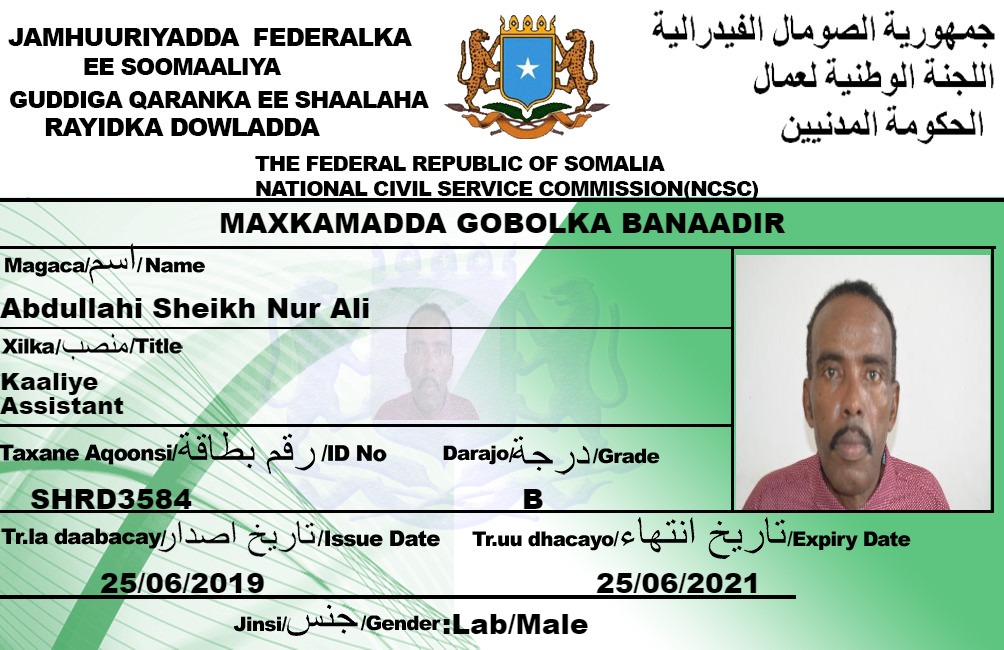 JAMHUURIYADDA FEDERALKA
EE SOOMAALIYA
GUDDIGA QARANKA EE SHAALAHA
RAYIDKA DOWLADDA
جمهورية الصومال الفيدرالية
اللجنة الوطنية لعمال
الحكومة المدنيين
THE FEDERAL REPUBLIC OF SOMALIA
NATIONAL CIVIL SERVICE COMMISSION(NCSC)
MAXKAMADDA GOBOLKA BANAADIR
Magaca/اسم/Name
Abdullahi Sheikh Nur Ali
Xilka/منصب/Title
Kaaliye
Assistant
Taxane Aqoonsi/رقم بطاقة/ID No
Darajo/درجة/Grade
SHRD3584
B
Tr.la daabacay/تاريخ اصدار/Issue Date
Tr.uu dhacayo/تاريخ انتهاء/Expiry Date
25/06/2019
25/06/2021
Jinsi/جنس/Gender:Lab/Male